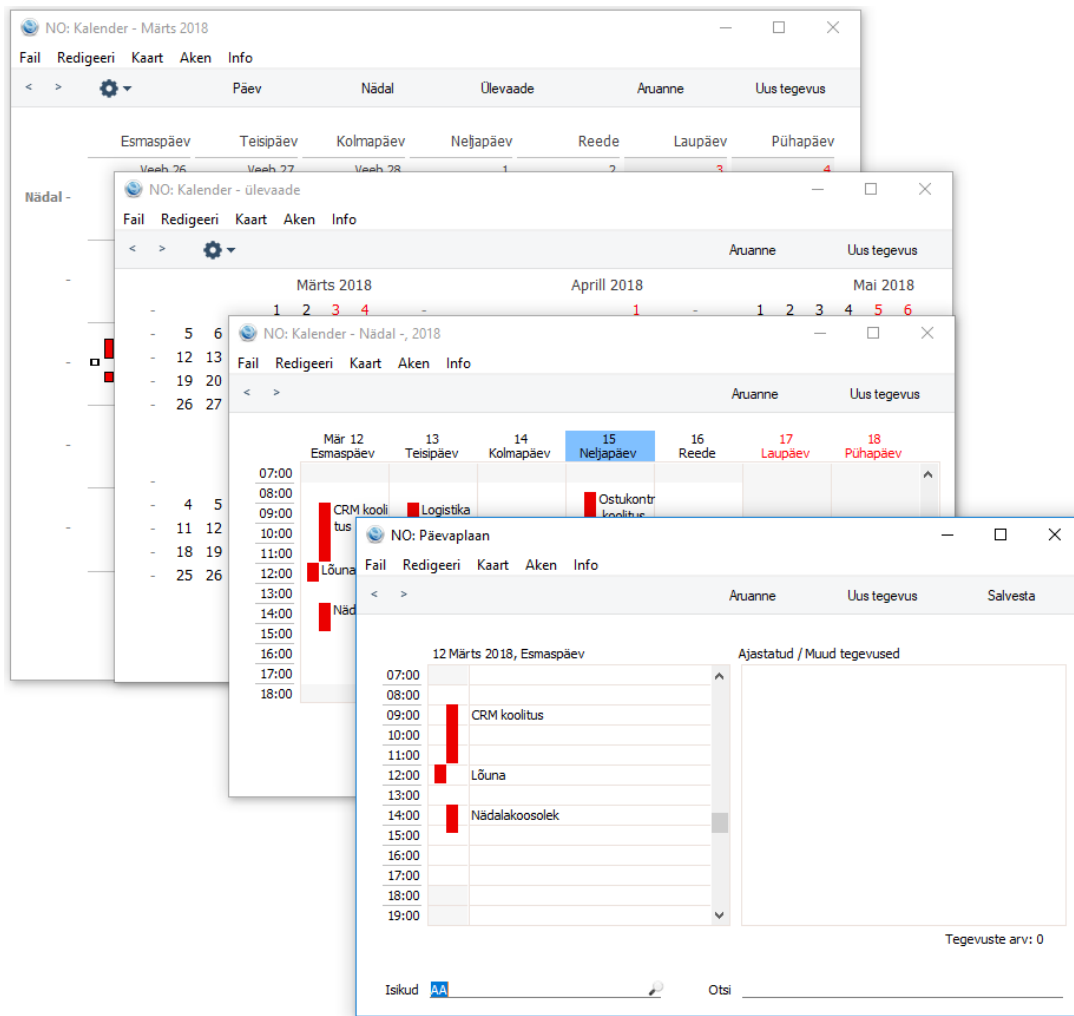 NO: Kalender - Märts 2018
Fail Redigeeri Kaart Aken Info
< > Päev Nädal Ülevaade Aruanne Uus tegevus
Esmaspäev Teisipäev Kolmapäev Neljapäev Reede Laupäev Pühapäev
Veeb 26 Veeb 27 Veeb 28 1 2 3 4
Nädal -
-
-
-
-
NO: Kalender - ülevaade
Fail Redigeeri Kaart Aken Info
< > Aruanne Uus tegevus
Märts 2018 Aprill 2018 Mai 2018
- 1 2 3 4 - 1 - 1 2 3 4 5 6
- 5 6
- 12 13
- 19 20
- 26 27
-
- 4 5
- 11 12
- 18 19
- 25 26
NO: Kalender - Nädal -, 2018
Fail Redigeeri Kaart Aken Info
< > Aruanne Uus tegevus
Mär 12 13 14 15 16 17 18
Esmaspäev Teisipäev Kolmapäev Neljapäev Reede Laupäev Pühapäev
07:00
08:00 Ostukontr
09:00 CRM kooli Logistika koolitus
10:00 tus
11:00
12:00 Lõuna
13:00
14:00 Näd
15:00
16:00
17:00
18:00
NO: Päevaplaan
Fail Redigeeri Kaart Aken Info
< > Aruanne Uus tegevus Salvesta
12 Märts 2018, Esmaspäev Ajastatud / Muud tegevused
07:00
08:00
09:00 CRM koolitus
10:00
11:00
12:00 Lõuna
13:00
14:00 Nädalakoosolek
15:00
16:00
17:00
18:00
19:00
Tegevuste arv: 0
Isikud AA Otsi